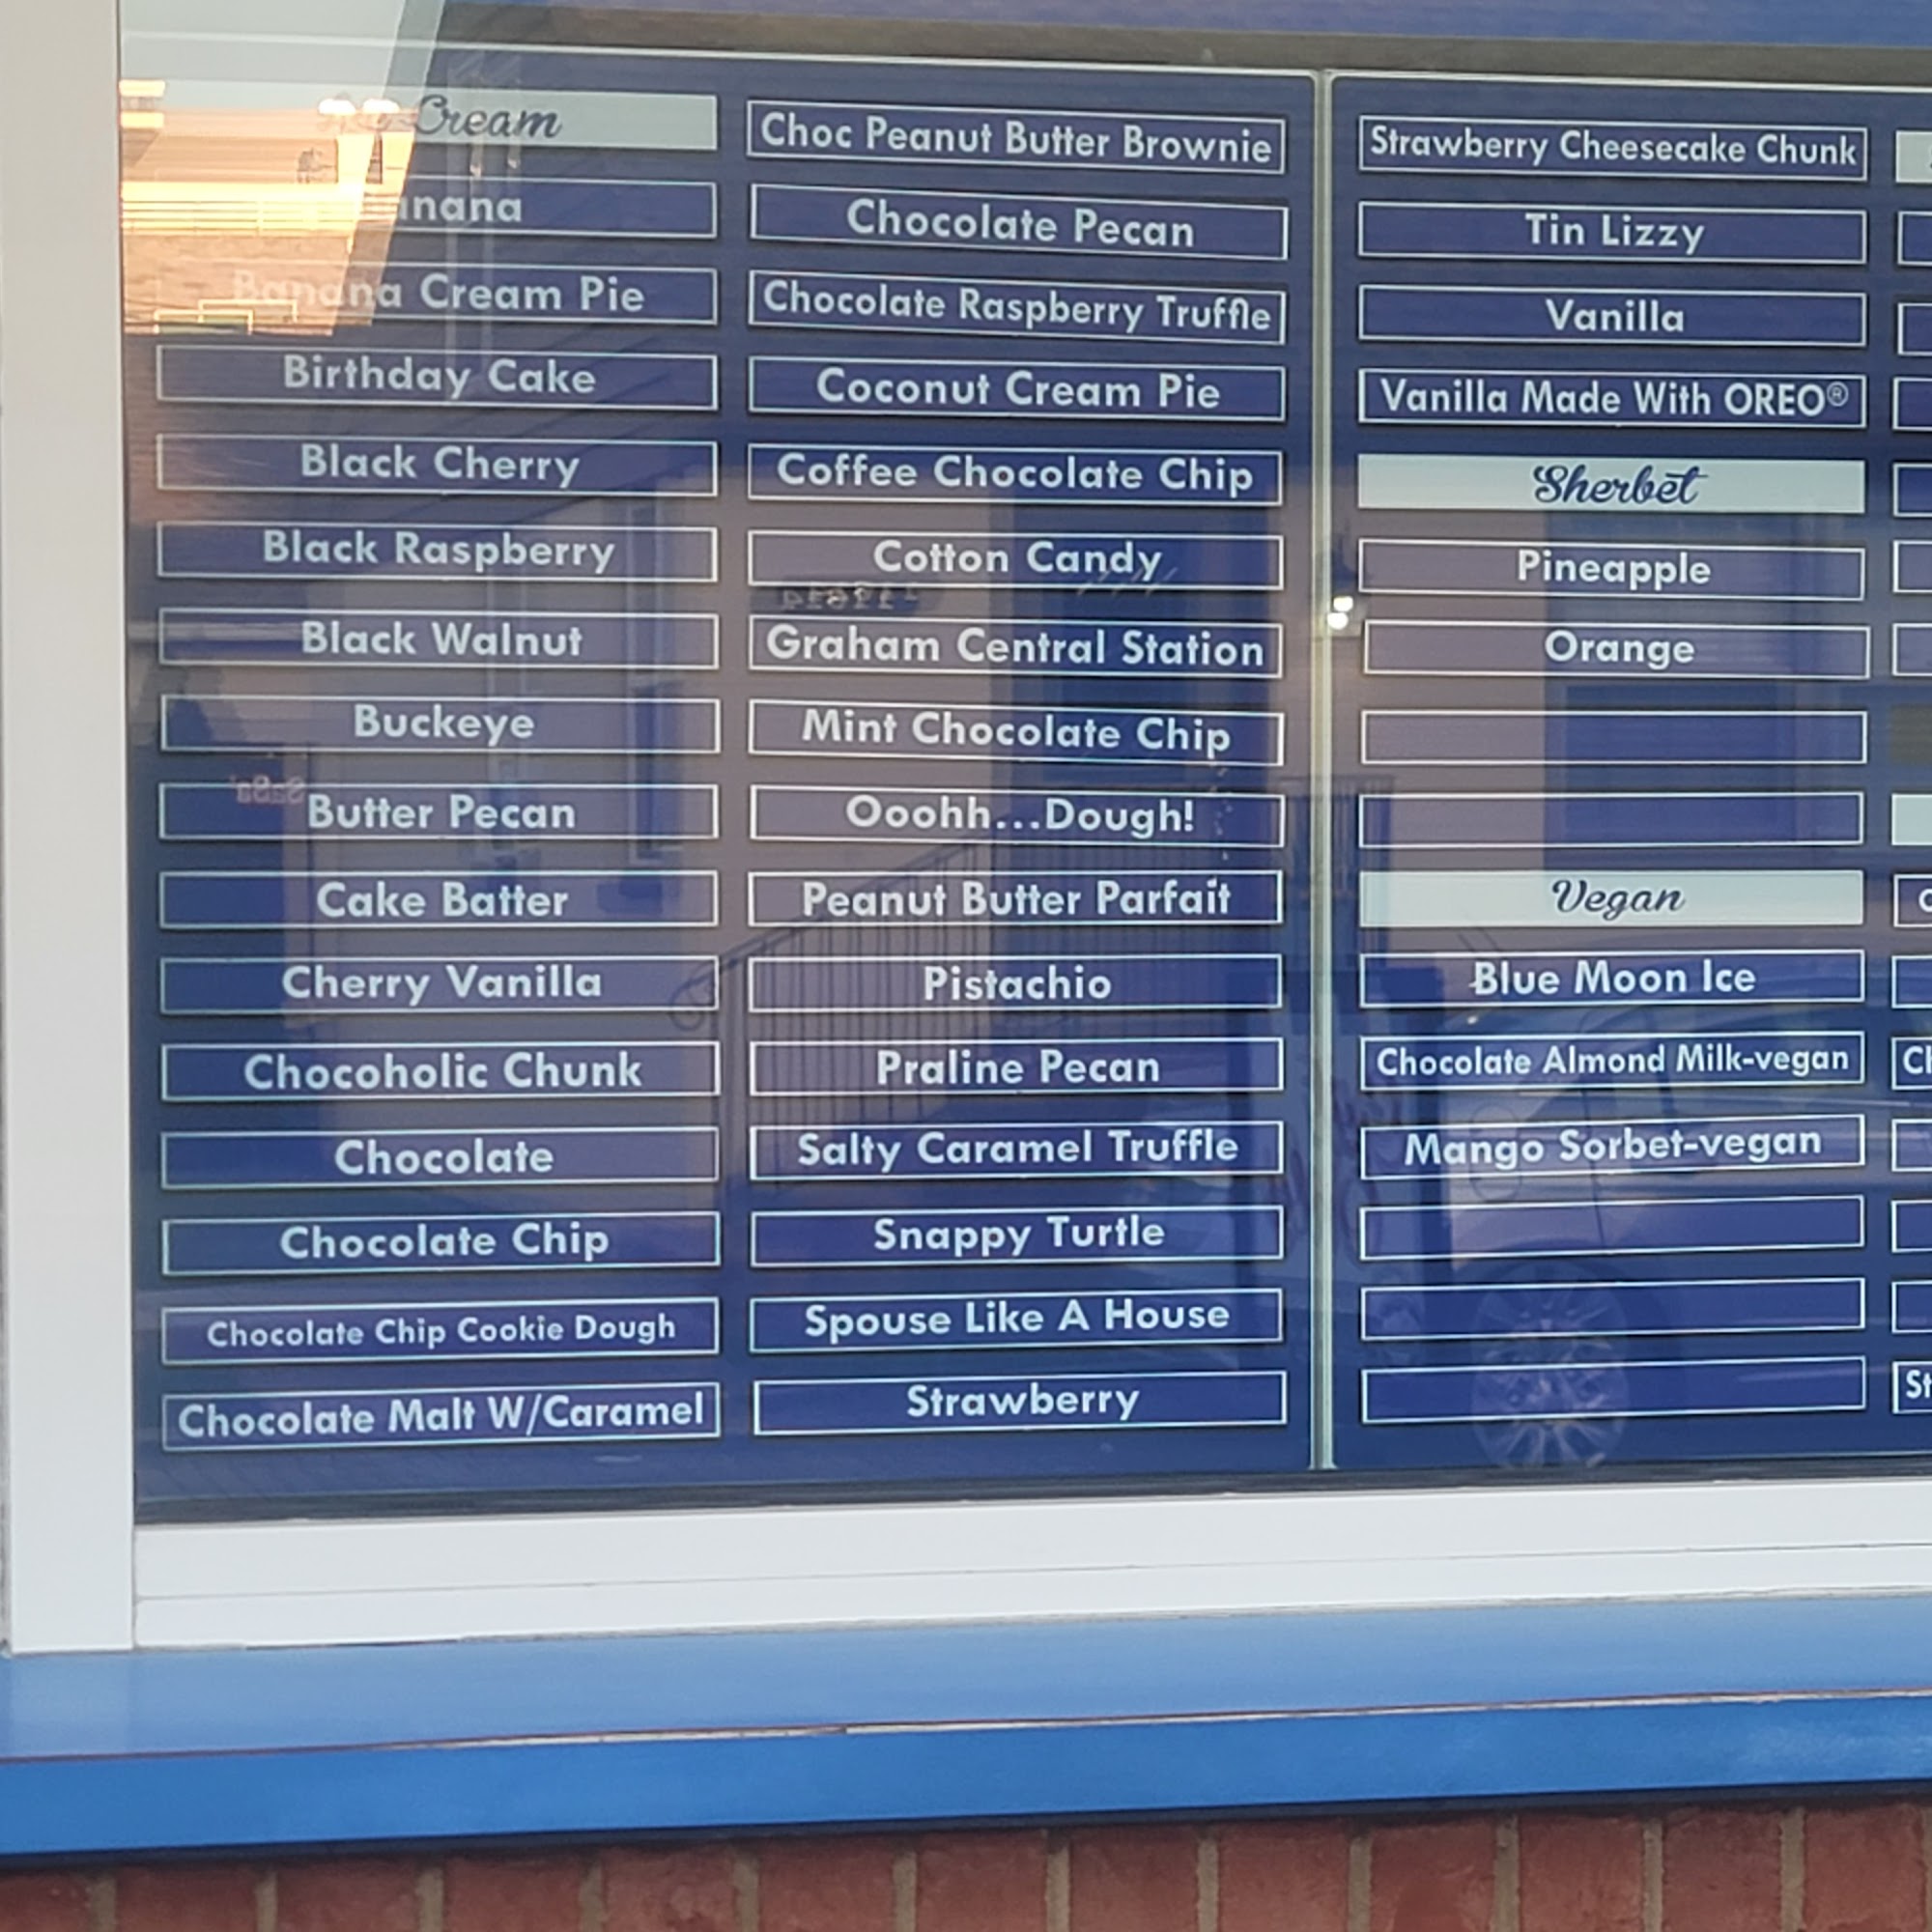 Cream
Banana
Banana Cream Pie
Birthday Cake
Black Cherry
Black Raspberry
Black Walnut
Buckeye
Butter Pecan
Cake Batter
Cherry Vanilla
Chocoholic Chunk
Chocolate
Chocolate Chip
Chocolate Chip Cookie Dough
Chocolate Malt W/Caramel
Choc Peanut Butter Brownie
Chocolate Pecan
Chocolate Raspberry Truffle
Coconut Cream Pie
Coffee Chocolate Chip
Cotton Candy
Graham Central Station
Mint Chocolate Chip
Ooohh...Dough!
Peanut Butter Parfait
Pistachio
Praline Pecan
Salty Caramel Truffle
Snappy Turtle
Spouse Like A House
Strawberry
Strawberry Cheesecake Chunk
Tin Lizzy
Vanilla
Vanilla Made With OREO®
Sherbet
Pineapple
Orange
Vegan
Blue Moon Ice
Chocolate Almond Milk-vegan
Mango Sorbet-vegan